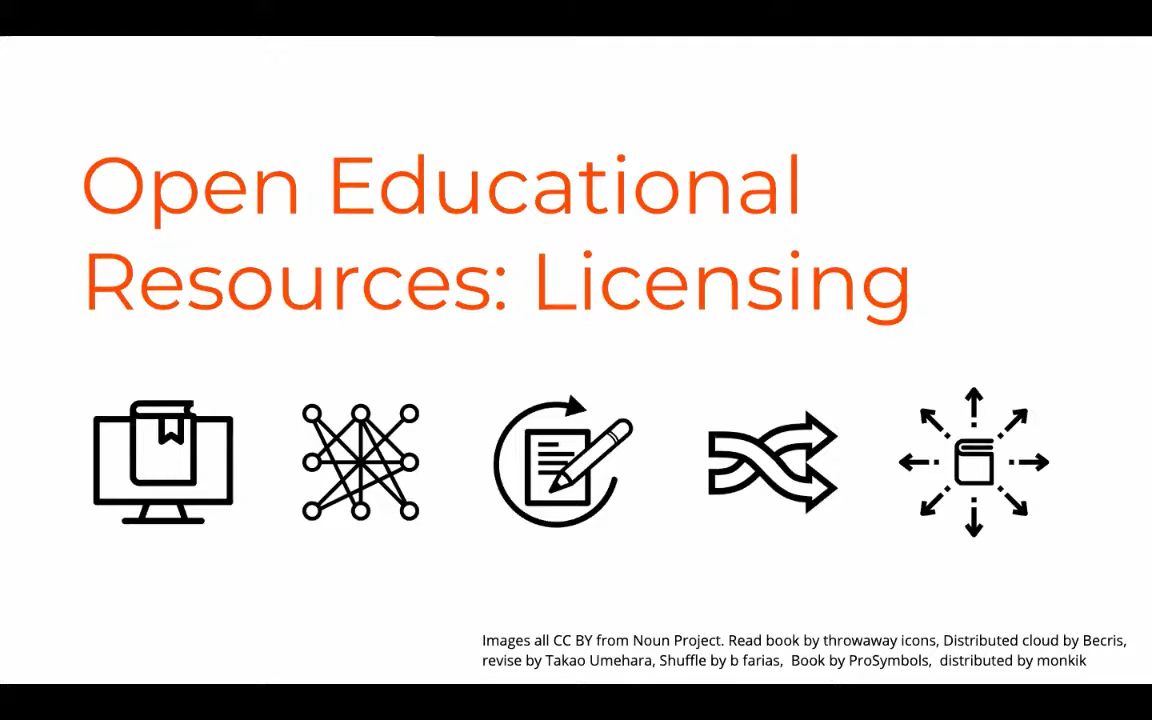 Open Educational
Resources: Licensing
Images all CC BY from Noun Project. Read book by throwaway icons, Distributed cloud by Becris,
revise by Takao Umehara, Shuffle by b farias,  Book by ProSymbols,  distributed by monkik